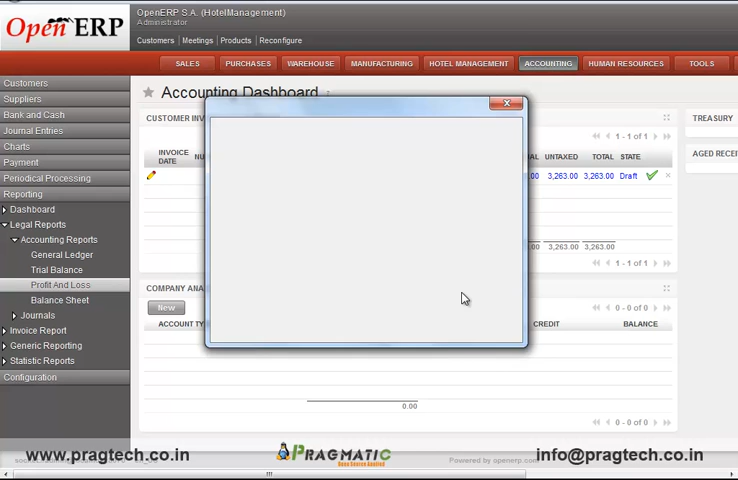 OpenERP
OpenERP S.A. (HotelManagement)
Administrator
Customers | Meetings | Products | Reconfigure
SALES
PURCHASES
WAREHOUSE
MANUFACTURING
HOTEL MANAGEMENT
ACCOUNTING
HUMAN RESOURCES
TOOLS
Customers
Suppliers
Bank and Cash
Journal Entries
Charts
Payment
Periodical Processing
Reporting
Dashboard
Legal Reports
Accounting Reports
General Ledger
Trial Balance
Profit And Loss
Balance Sheet
Journals
Invoice Report
Generic Reporting
Statistic Reports
Configuration
Accounting Dashboard ?
CUSTOMER INV
1 - 1 of 1
INVOICE DATE
UNTAXED
TOTAL
STATE
3,263.00
3,263.00
Draft
3,263.00
3,263.00
1 - 1 of 1
TREASURY
AGED RECEI
COMPANY ANA
New
0 - 0 of 0
ACCOUNT TY
CREDIT
BALANCE
0.00
0 - 0 of 0
www.pragtech.co.in
PRAGMATIC
Open Source Applied
Powered by openerp.com
info@pragtech.co.in